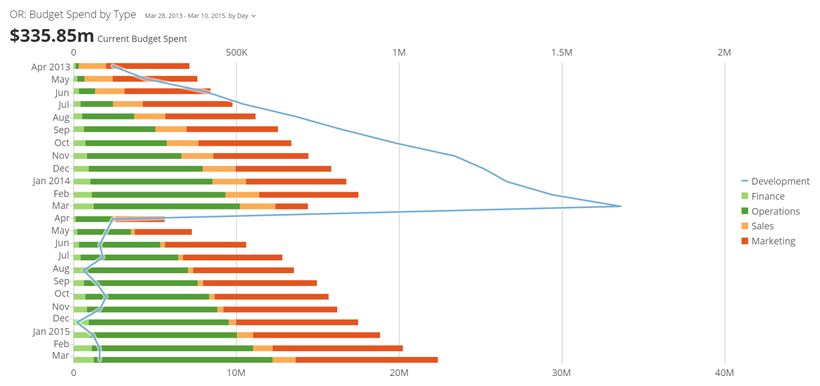 OR: Budget Spend by Type Mar 28, 2013 - Mar 10, 2015, by Day
$335.85m Current Budget Spent
0 500K 1M 1.5M 2M
Apr 2013
May
Jun
Jul
Aug
Sep
Oct
Nov
Dec
Jan 2014
Feb
Mar
Apr
May
Jun
Jul
Aug
Sep
Oct
Nov
Dec
Jan 2015
Feb
Mar
0 10M 20M 30M 40M
Development
Finance
Operations
Sales
Marketing